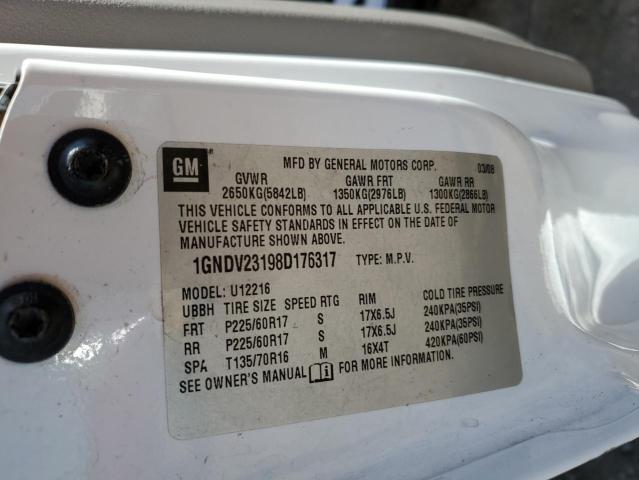 GM
MFD BY GENERAL MOTORS CORP. 03/08
GVWR GAWR FRT GAWR RR
2650KG(5842LB) 1350KG(2976LB) 1300KG(2866LB)
THIS VEHICLE CONFORMS TO ALL APPLICABLE U.S. FEDERAL MOTOR
VEHICLE SAFETY STANDARDS IN EFFECT ON THE DATE OF
MANUFACTURE SHOWN ABOVE.
1GNDV23198D176317 TYPE: M.P.V.
MODEL: U12216
UBBH TIRE SIZE SPEED RTG RIM COLD TIRE PRESSURE
FRT P225/60R17 S 17X6.5J 240KPA(35PSI)
RR P225/60R17 S 17X6.5J 240KPA(35PSI)
SPA T135/70R16 M 16X4T 420KPA(60PSI)
SEE OWNER'S MANUAL FOR MORE INFORMATION.